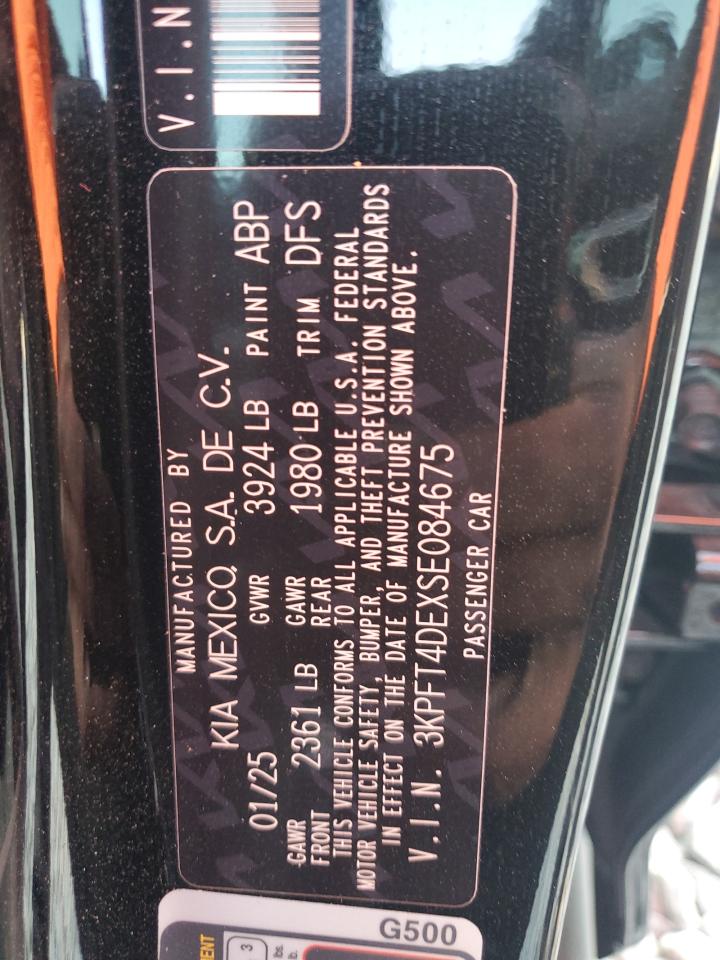 V.I.N
MANUFACTURED BY
KIA MEXICO, S.A. DE C.V.
01/25 GVWR 3924 LB PAINT ABP
GAWR FRONT 2361 LB GAWR REAR 1980 LB TRIM DFS
THIS VEHICLE CONFORMS TO ALL APPLICABLE U.S.A. FEDERAL
MOTOR VEHICLE SAFETY, BUMPER, AND THEFT PREVENTION STANDARDS
IN EFFECT ON THE DATE OF MANUFACTURE SHOWN ABOVE.
V.I.N. 3KPFT4DEXSE084675
PASSENGER CAR
G500
3
lbs.